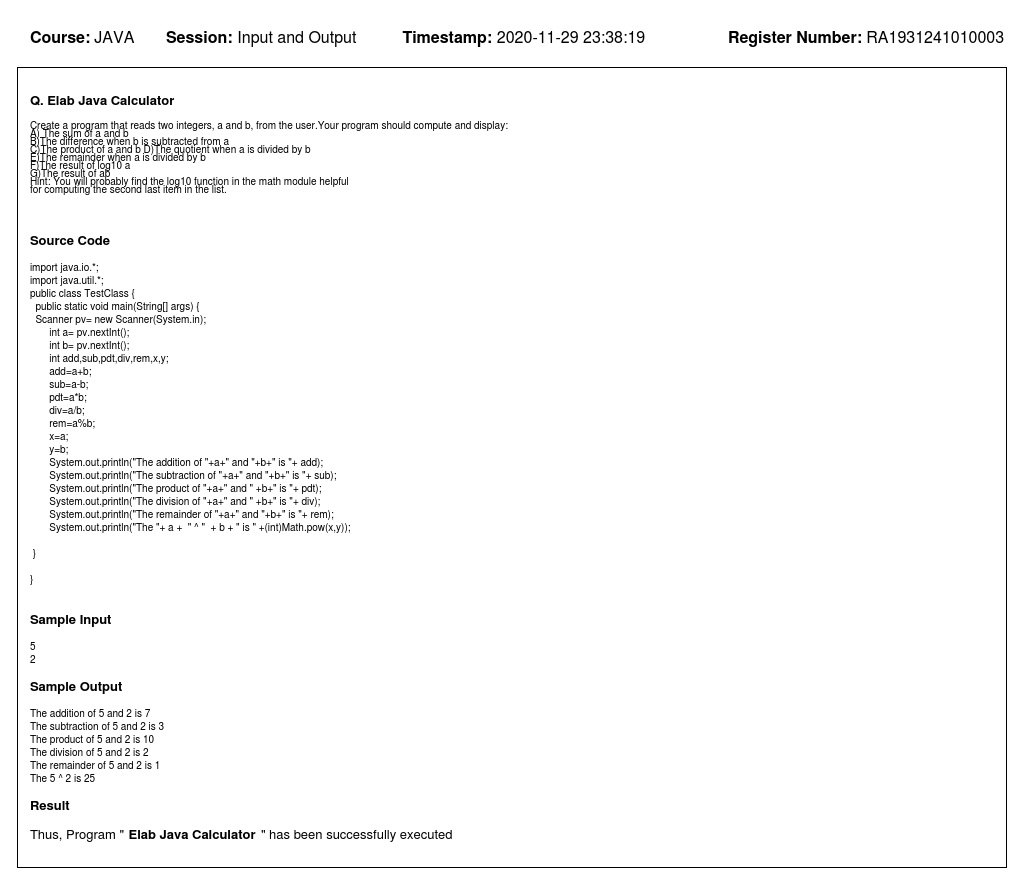 Course: JAVA Session: Input and Output Timestamp: 2020-11-29 23:38:19 Register Number: RA1931241010003
Q. Elab Java Calculator
Create a program that reads two integers, a and b, from the user.Your program should compute and display:
A) The sum of a and b
B)The difference when b is subtracted from a
C)The product of a and b D)The quotient when a is divided by b
E)The remainder when a is divided by b
F)The result of log10 a
G)The result of ab
Hint: You will probably find the log10 function in the math module helpful
for computing the second last item in the list.
Source Code
import java.io.*;
import java.util.*;
public class TestClass {
public static void main(String[] args) {
Scanner pv= new Scanner(System.in);
int a= pv.nextInt();
int b= pv.nextInt();
int add,sub,pdt,div,rem,x,y;
add=a+b;
sub=a-b;
pdt=a*b;
div=a/b;
rem=a%b;
x=a;
y=b;
System.out.println("The addition of "+a+" and "+b+" is "+ add);
System.out.println("The subtraction of "+a+" and "+b+" is "+ sub);
System.out.println("The product of "+a+" and " +b+" is "+ pdt);
System.out.println("The division of "+a+" and " +b+" is "+ div);
System.out.println("The remainder of "+a+" and "+b+" is "+ rem);
System.out.println("The "+ a + " ^ " + b + " is " +(int)Math.pow(x,y));
}
}
Sample Input
5
2
Sample Output
The addition of 5 and 2 is 7
The subtraction of 5 and 2 is 3
The product of 5 and 2 is 10
The division of 5 and 2 is 2
The remainder of 5 and 2 is 1
The 5 ^ 2 is 25
Result
Thus, Program " Elab Java Calculator " has been successfully executed